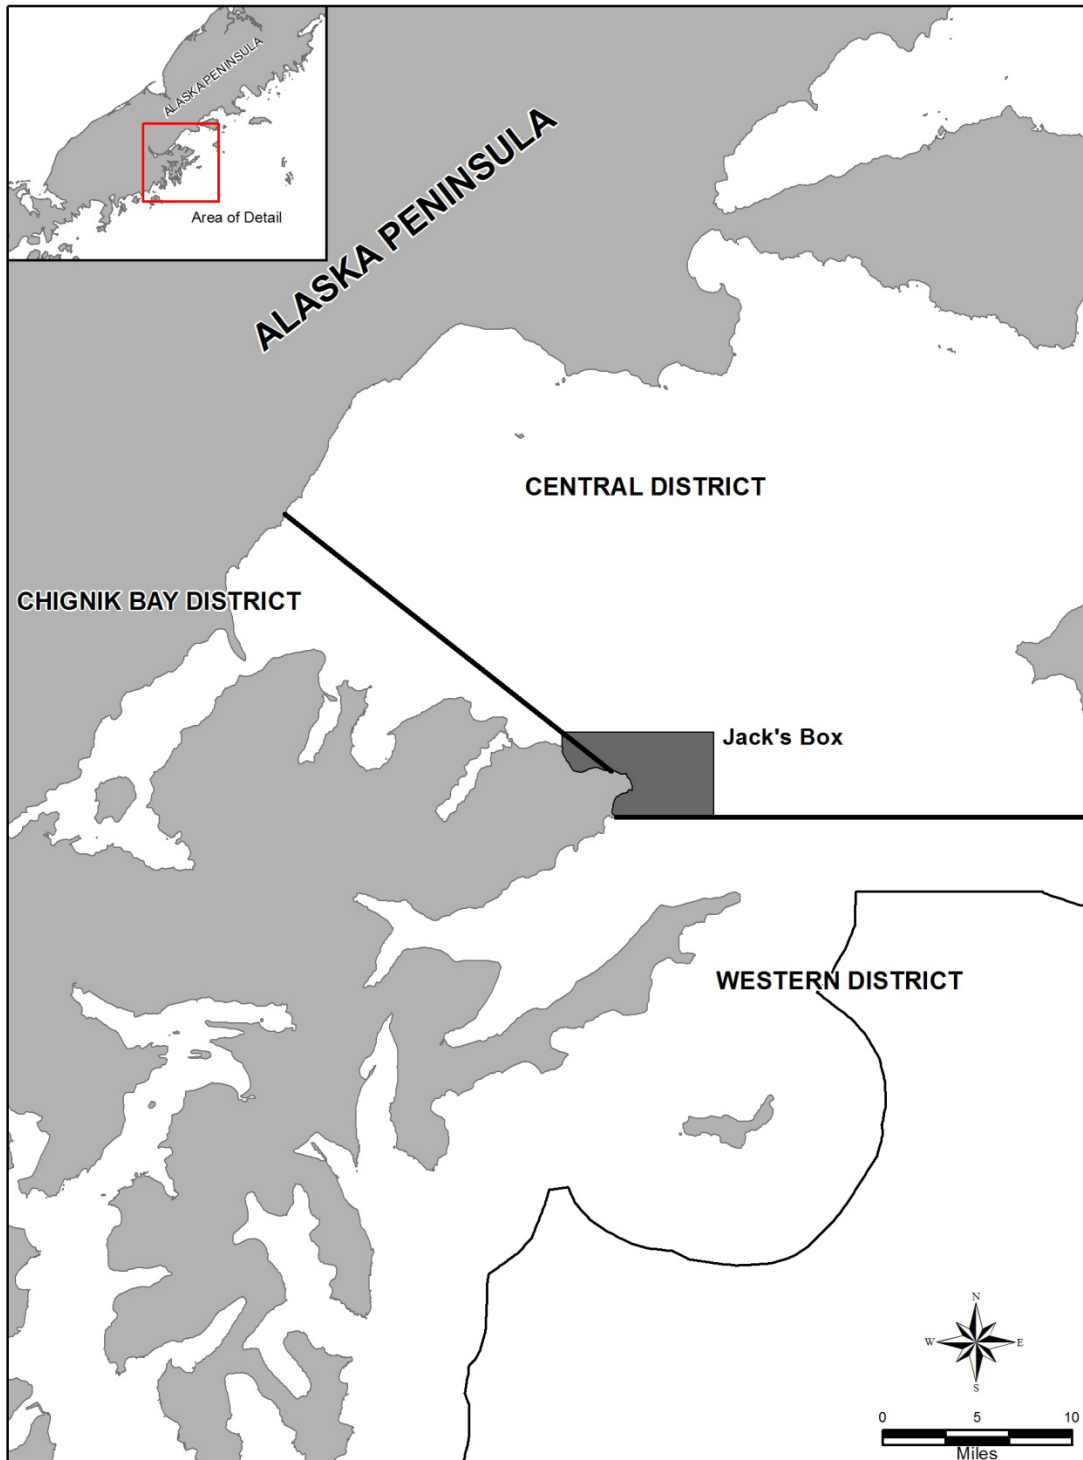 ALASKA PENINSULA
Area of Detail
ALASKA PENINSULA
CENTRAL DISTRICT
CHIGNIK BAY DISTRICT
Jack's Box
WESTERN DISTRICT
N
W E
S
0 5 10
Miles